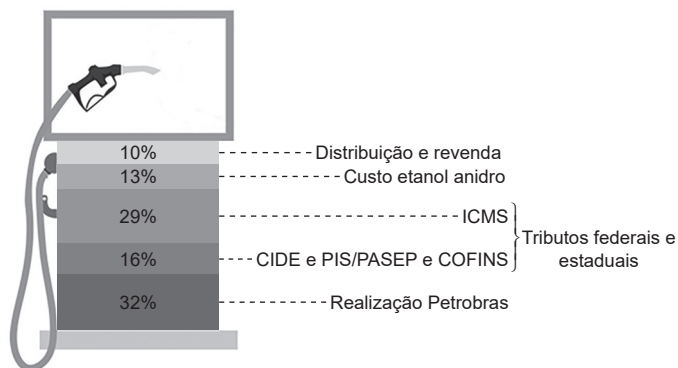 10% Distribuição e revenda
13% Custo etanol anidro
29% ICMS
16% CIDE e PIS/PASEP e COFINS
Tributos federais e
estaduais
32% Realização Petrobras